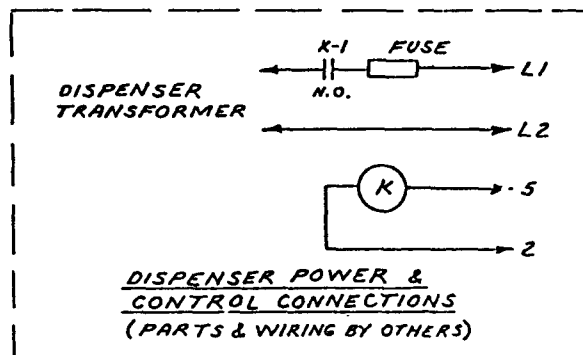 K-1 FUSE
L1
N.O.
DISPENSER
TRANSFORMER
L2
K
5
2
DISPENSER POWER &
CONTROL CONNECTIONS
(PARTS & WIRING BY OTHERS)